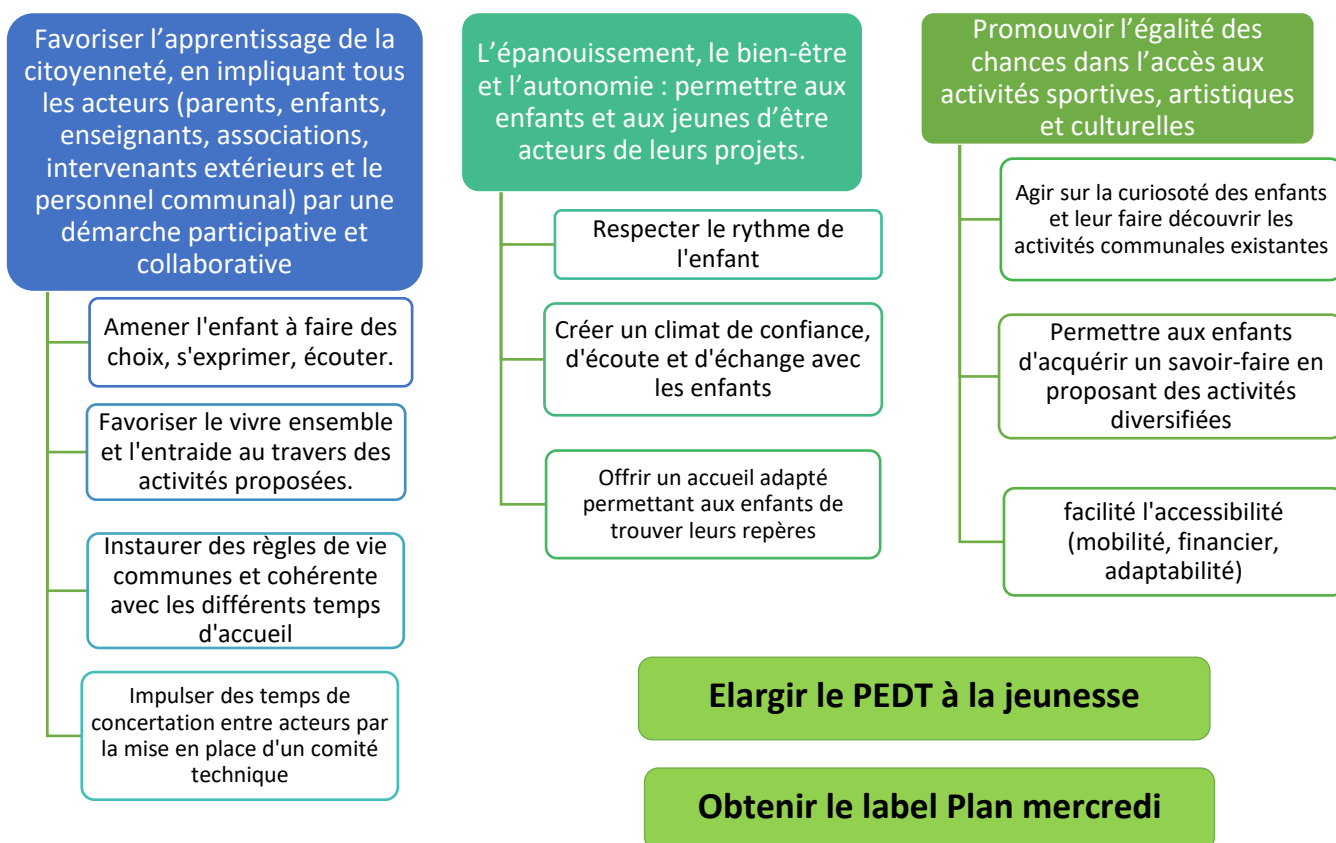 Favoriser l’apprentissage de la
citoyenneté, en impliquant tous
les acteurs (parents, enfants,
enseignants, associations,
intervenants extérieurs et le
personnel communal) par une
démarche participative et
collaborative
Amener l'enfant à faire des
choix, s'exprimer, écouter.
Favoriser le vivre ensemble
et l'entraide au travers des
activités proposées.
Instaurer des règles de vie
communes et cohérente
avec les différents temps
d'accueil
Impulser des temps de
concertation entre acteurs par
la mise en place d'un comité
technique
L’épanouissement, le bien-être
et l’autonomie : permettre aux
enfants et aux jeunes d’être
acteurs de leurs projets.
Respecter le rythme de
l'enfant
Créer un climat de confiance,
d'écoute et d'échange avec
les enfants
Offrir un accueil adapté
permettant aux enfants de
trouver leurs repères
Promouvoir l’égalité des
chances dans l’accès aux
activités sportives, artistiques
et culturelles
Agir sur la curiosoté des enfants
et leur faire découvrir les
activités communales existantes
Permettre aux enfants
d'acquérir un savoir-faire en
proposant des activités
diversifiées
facilité l'accessibilité
(mobilité, financier,
adaptabilité)
Elargir le PEDT à la jeunesse
Obtenir le label Plan mercredi